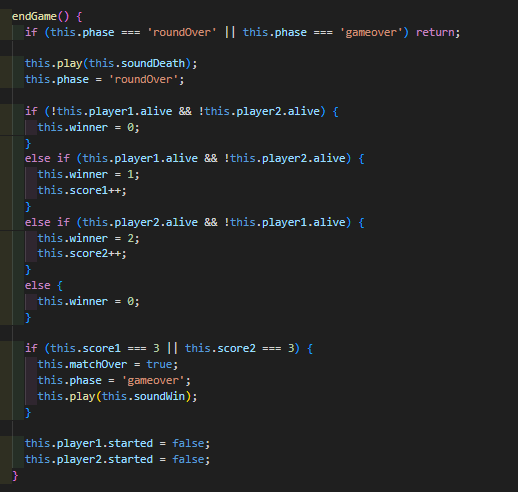 endGame() {
if (this.phase === 'roundOver' || this.phase === 'gameover') return;
this.play(this.soundDeath);
this.phase = 'roundOver';
if (!this.player1.alive && !this.player2.alive) {
this.winner = 0;
}
else if (this.player1.alive && !this.player2.alive) {
this.winner = 1;
this.score1++;
}
else if (this.player2.alive && !this.player1.alive) {
this.winner = 2;
this.score2++;
}
else {
this.winner = 0;
}
if (this.score1 === 3 || this.score2 === 3) {
this.matchOver = true;
this.phase = 'gameover';
this.play(this.soundWin);
}
this.player1.started = false;
this.player2.started = false;
}